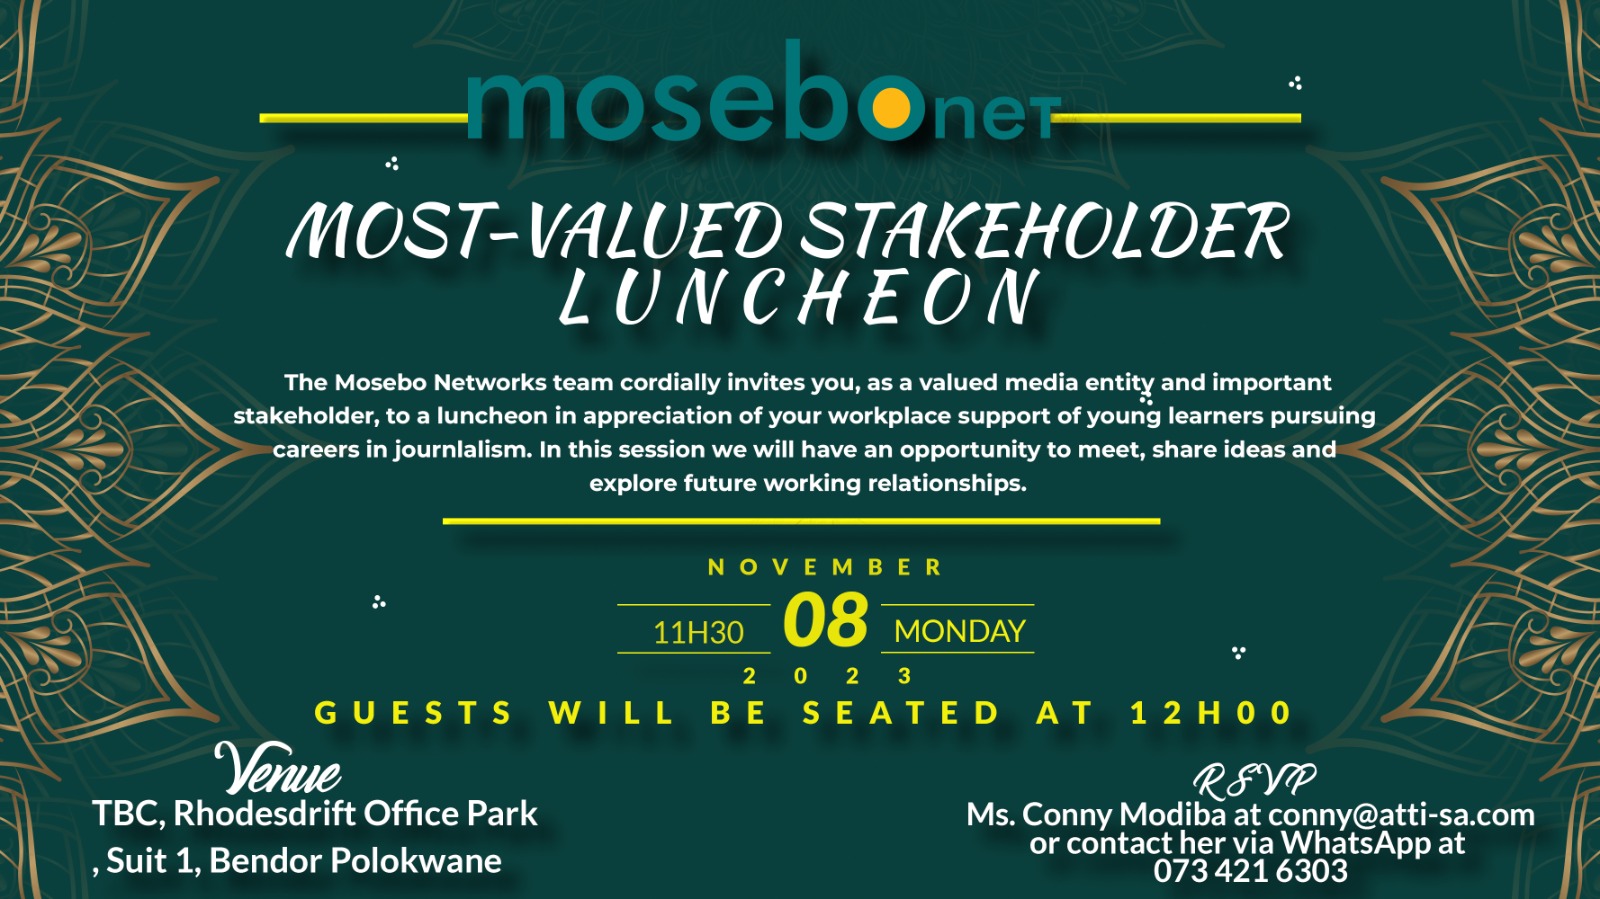 moseboneT
MOST-VALUED STAKEHOLDER
LUNCHEON
The Mosebo Networks team cordially invites you, as a valued media entity and important
stakeholder, to a luncheon in appreciation of your workplace support of young learners pursuing
careers in journlalism. In this session we will have an opportunity to meet, share ideas and
explore future working relationships.
NOVEMBER
11H30 08 MONDAY
2023
GUESTS WILL BE SEATED AT 12H00
Venue
TBC, Rhodesdrift Office Park
, Suit 1, Bendor Polokwane
RSVP
Ms. Conny Modiba at conny@atti-sa.com
or contact her via WhatsApp at
073 421 6303